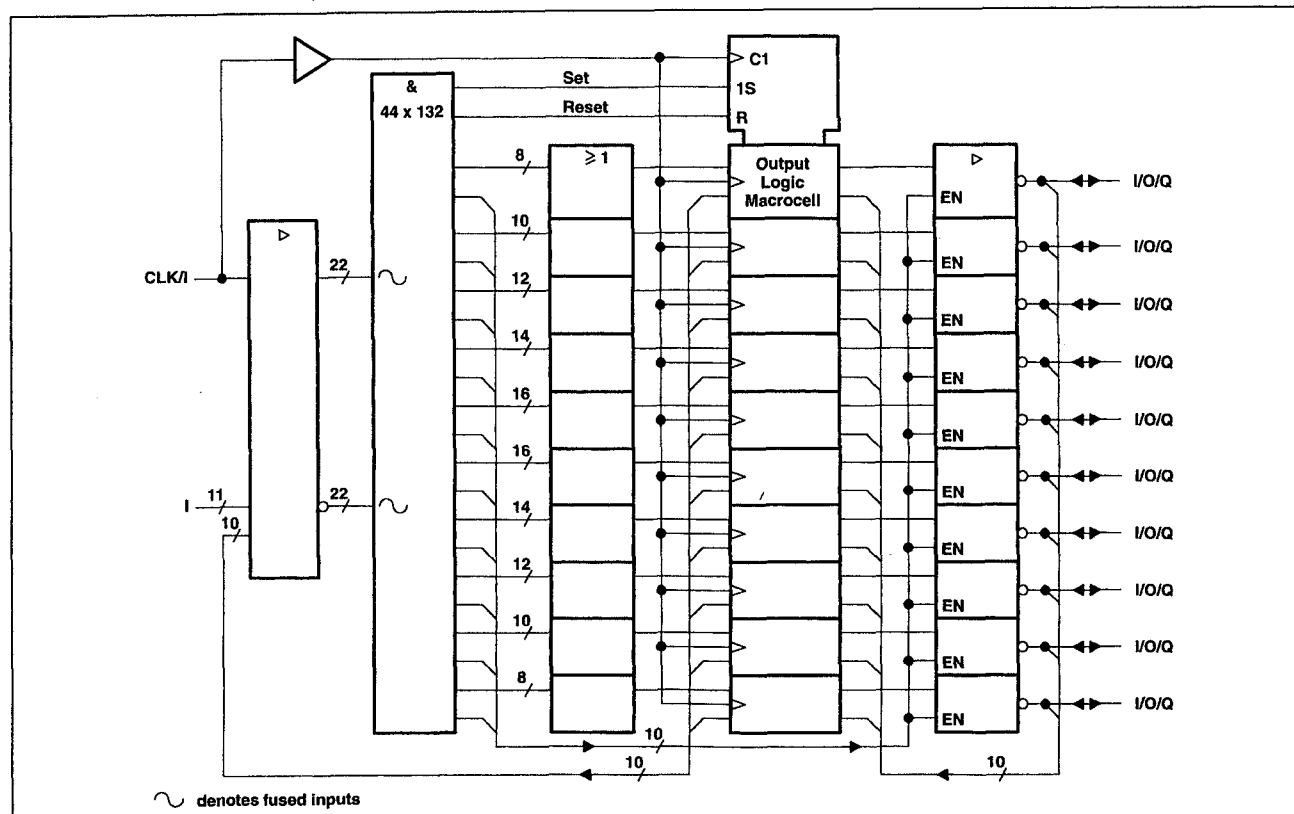 C1
&
Set
1S
44 x 132
Reset
R
8
≥ 1
Output
Logic
Macrocell
I/O/Q
EN
10
I/O/Q
EN
CLK/I
22
12
I/O/Q
EN
14
I/O/Q
EN
16
I/O/Q
EN
16
I/O/Q
EN
I
11
22
10
14
I/O/Q
EN
12
I/O/Q
EN
10
I/O/Q
EN
8
I/O/Q
EN
10
10
10
denotes fused inputs